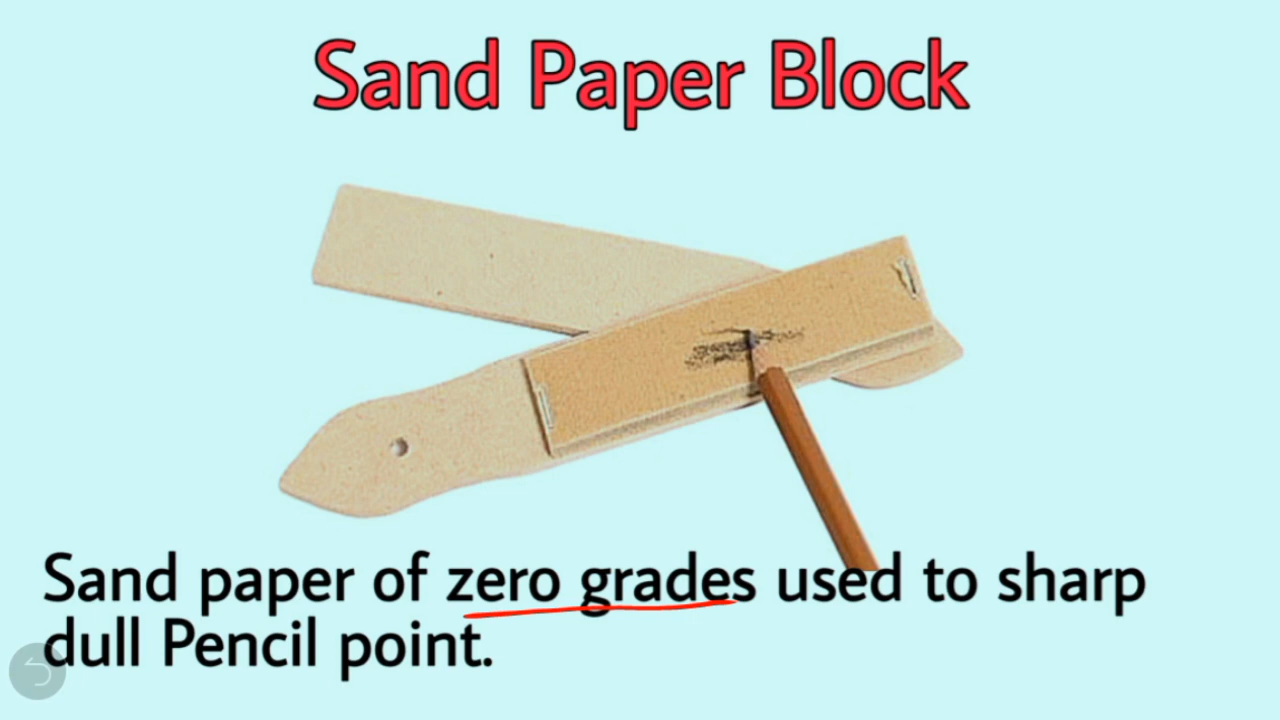 Sand Paper Block
Sand paper of zero grades used to sharp
dull Pencil point.